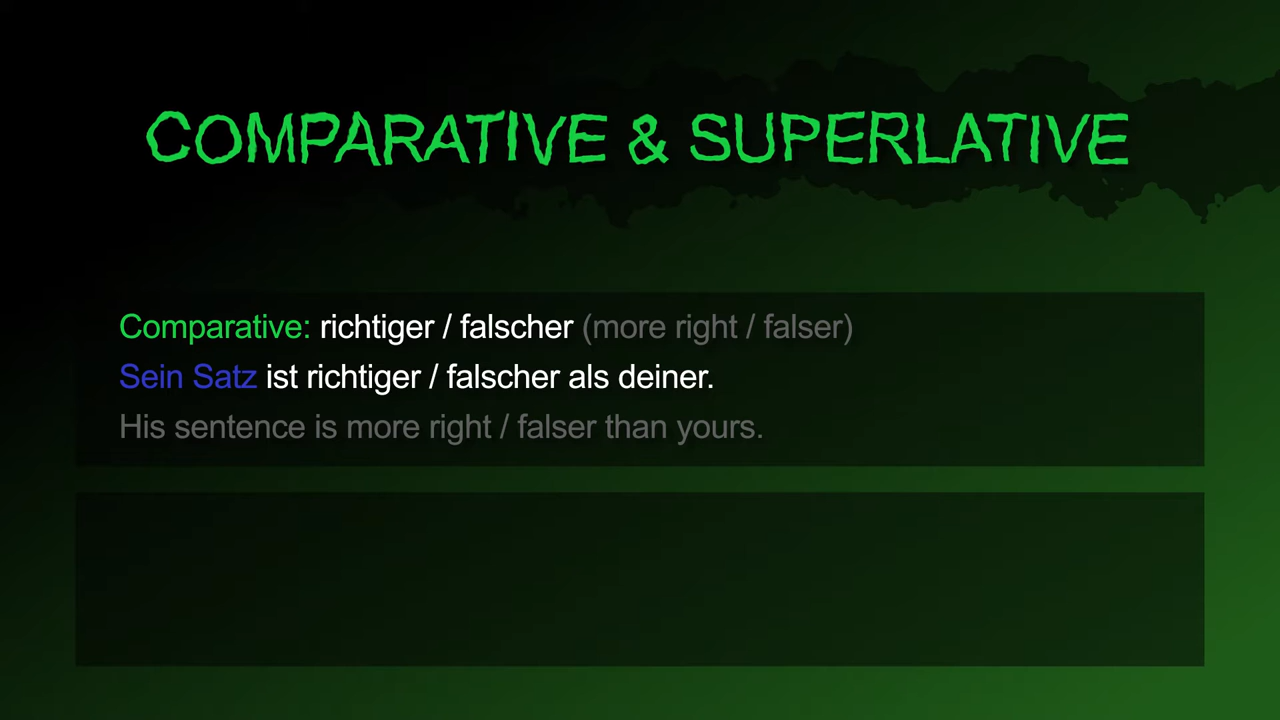 COMPARATIVE & SUPERLATIVE
Comparative: richtiger / falscher (more right / falser)
Sein Satz ist richtiger / falscher als deiner.
His sentence is more right / falser than yours.